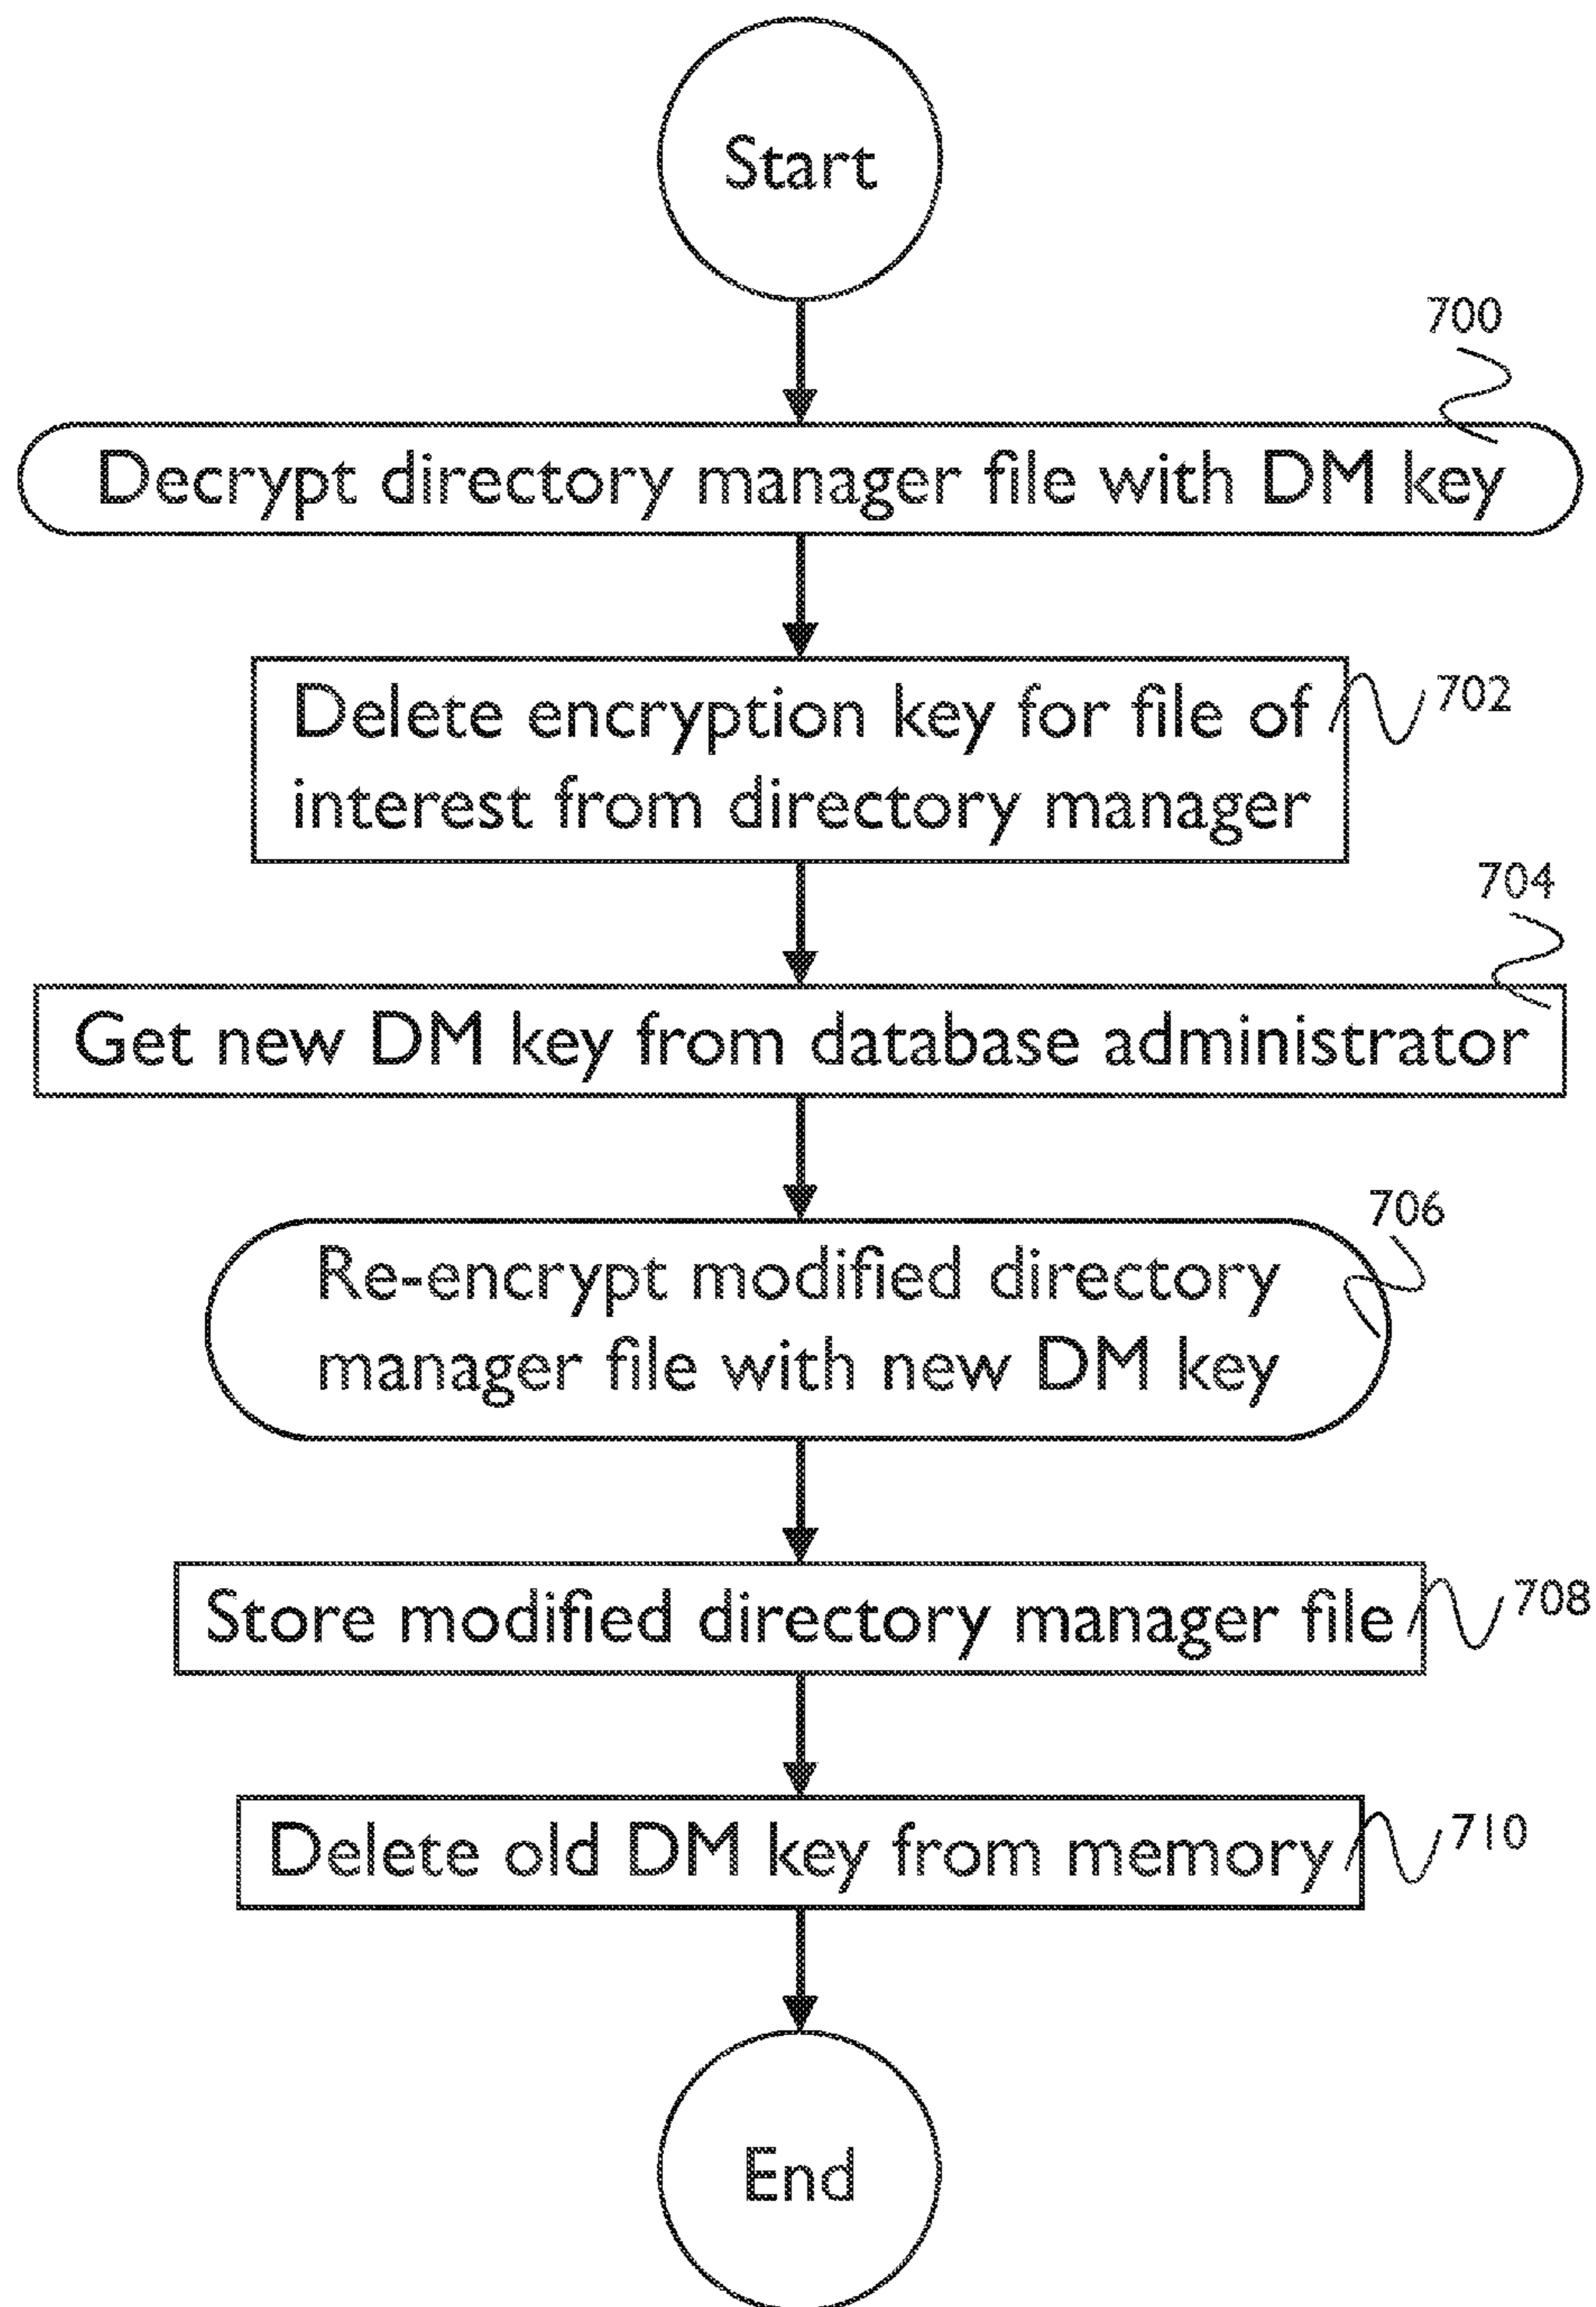 Start
700
Decrypt directory manager file with DM key
Delete encryption key for file of
interest from directory manager
702
704
Get new DM key from database administrator
706
Re-encrypt modified directory
manager file with new DM key
Store modified directory manager file
708
Delete old DM key from memory
710
End